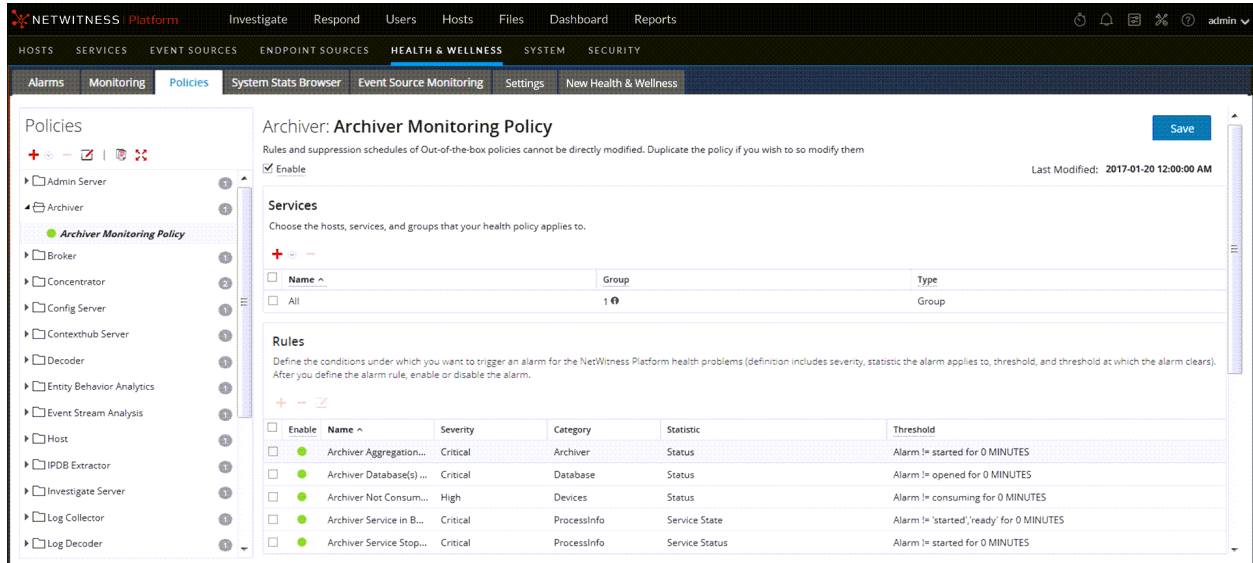 NETWITNESS Platform Investigate Respond Users Hosts Files Dashboard Reports admin
HOSTS SERVICES EVENT SOURCES ENDPOINT SOURCES HEALTH & WELLNESS SYSTEM SECURITY
Alarms Monitoring Policies System Stats Browser Event Source Monitoring Settings New Health & Wellness
Policies
Admin Server 1
Archiver 1
Archiver Monitoring Policy
Broker 1
Concentrator 2
Config Server 1
Contexthub Server 1
Decoder 1
Entity Behavior Analytics 1
Event Stream Analysis 1
Host 1
IPDB Extractor 1
Investigate Server 1
Log Collector 1
Log Decoder 1
Archiver: Archiver Monitoring Policy
Save
Rules and suppression schedules of Out-of-the-box policies cannot be directly modified. Duplicate the policy if you wish to so modify them
Enable
Last Modified: 2017-01-20 12:00:00 AM
Services
Choose the hosts, services, and groups that your health policy applies to.
Name Group Type
All 1 Group
Rules
Define the conditions under which you want to trigger an alarm for the NetWitness Platform health problems (definition includes severity, statistic the alarm applies to, threshold, and threshold at which the alarm clears).
After you define the alarm rule, enable or disable the alarm.
Enable Name Severity Category Statistic Threshold
Archiver Aggregation... Critical Archiver Status Alarm != started for 0 MINUTES
Archiver Database(s) ... Critical Database Status Alarm != opened for 0 MINUTES
Archiver Not Consum... High Devices Status Alarm != consuming for 0 MINUTES
Archiver Service in B... Critical ProcessInfo Service State Alarm != 'started','ready' for 0 MINUTES
Archiver Service Stop... Critical ProcessInfo Service Status Alarm != started for 0 MINUTES